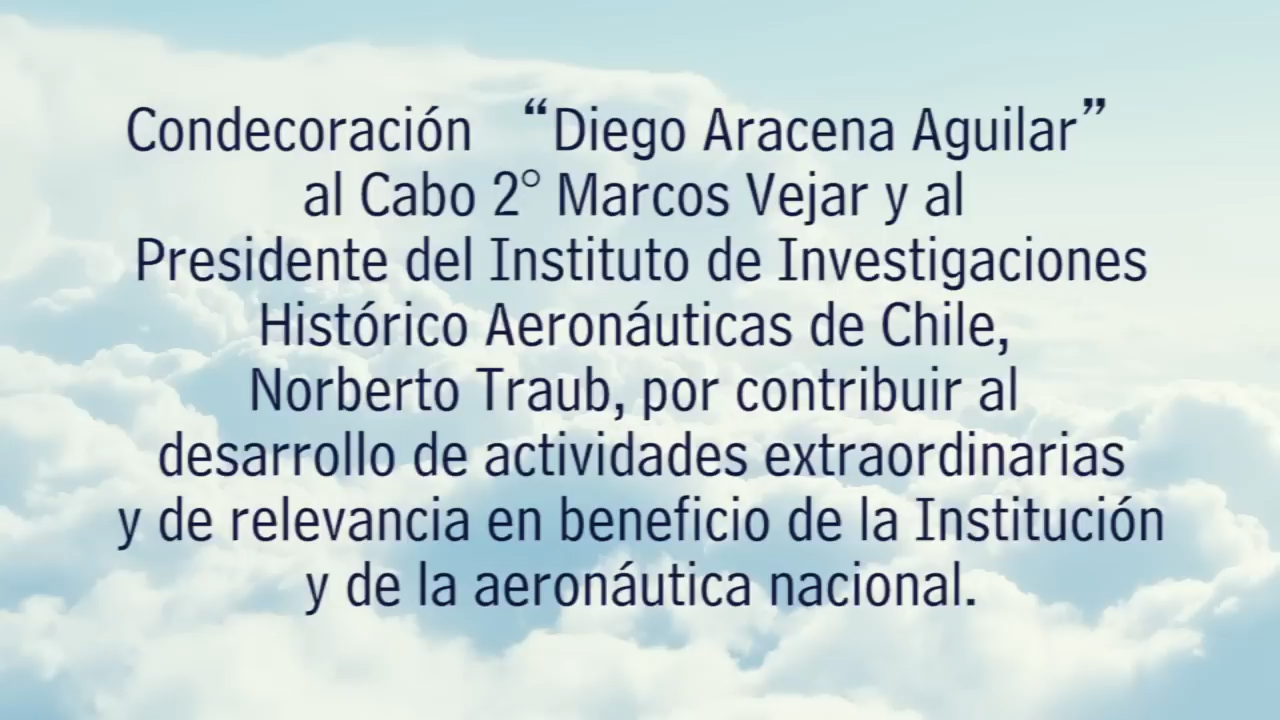 Condecoración “Diego Aracena Aguilar”
al Cabo 2° Marcos Vejar y al
Presidente del Instituto de Investigaciones
Histórico Aeronáuticas de Chile,
Norberto Traub, por contribuir al
desarrollo de actividades extraordinarias
y de relevancia en beneficio de la Institución
y de la aeronáutica nacional.